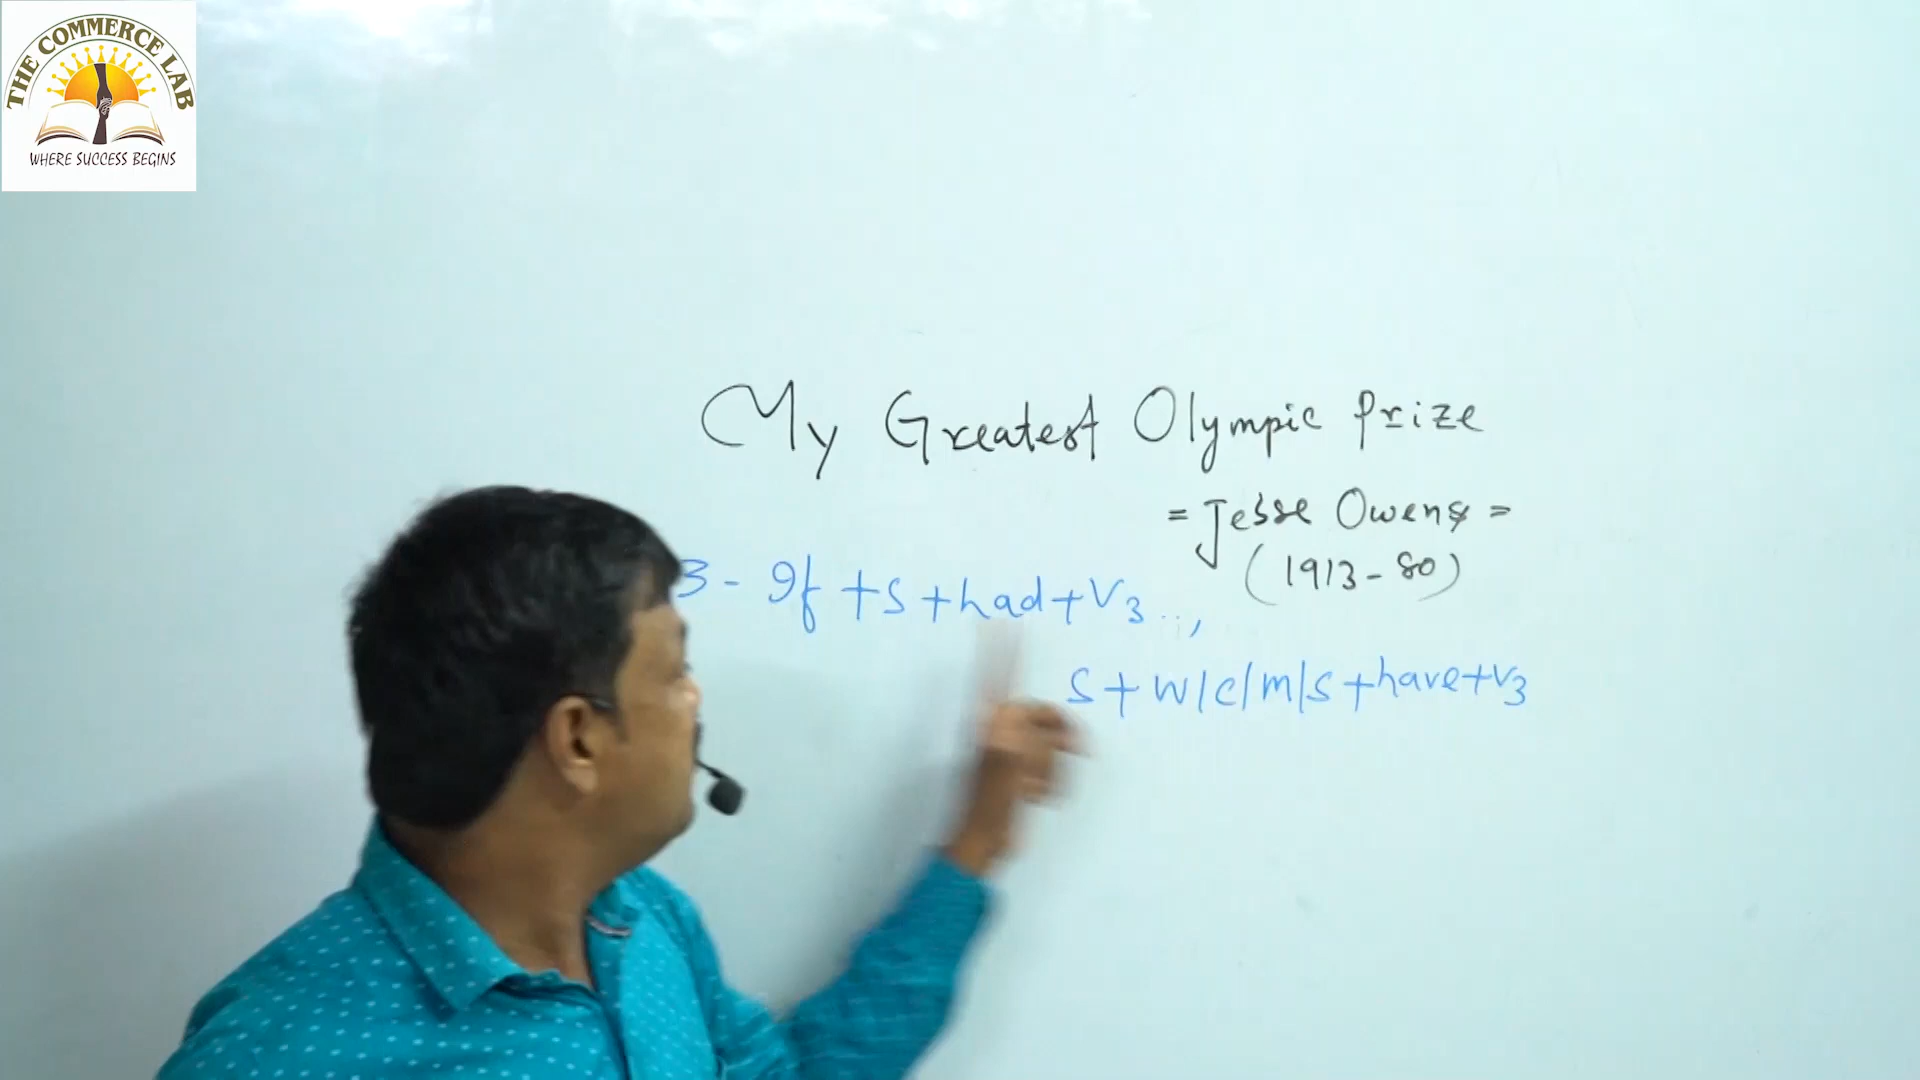 THE COMMERCE LAB
WHERE SUCCESS BEGINS
My Greatest Olympic Prize
= Jesse Owens =
(1913-80)
3 - If + S + had + V3 ..,
S + W/C/M/S + have + V3